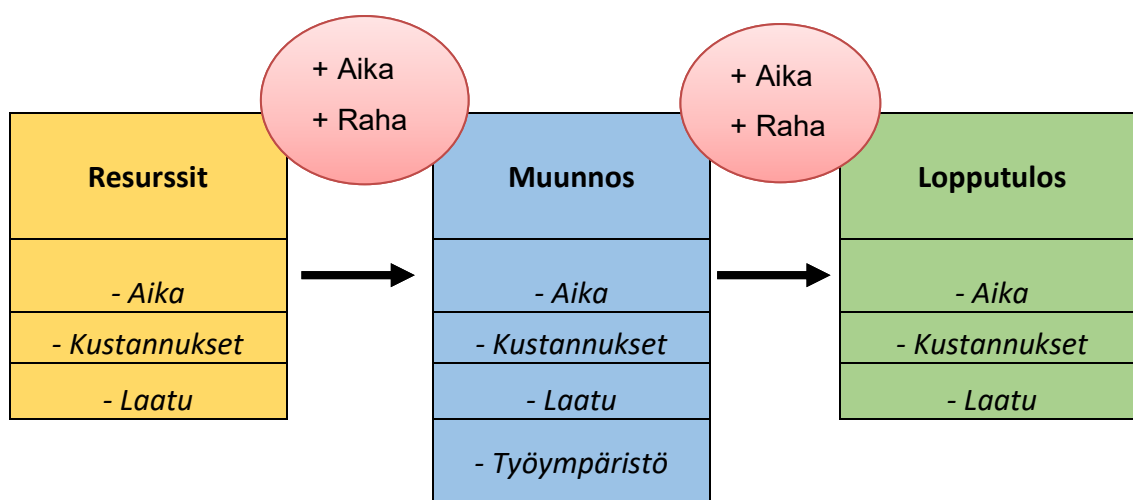 + Aika
+ Raha
+ Aika
+ Raha
Resurssit
Muunnos
Lopputulos
- Aika
- Aika
- Aika
- Kustannukset
- Kustannukset
- Kustannukset
- Laatu
- Laatu
- Laatu
- Työympäristö